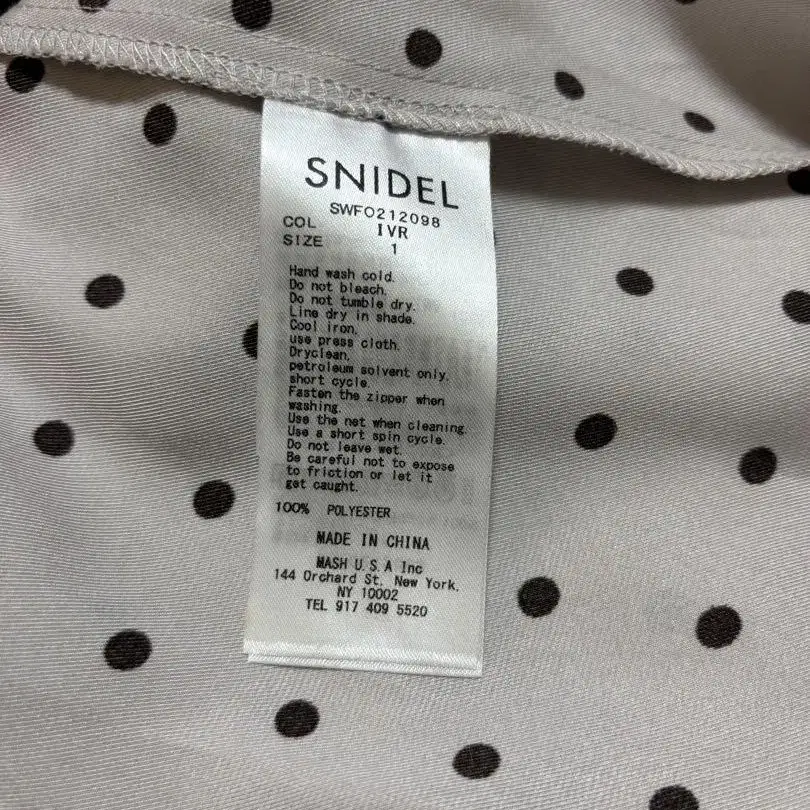 SNIDEL
SWFO212098
COL IVR
SIZE 1
Hand wash cold.
Do not bleach.
Do not tumble dry.
Line dry in shade.
Cool iron.
use press cloth.
Dryclean.
petroleum solvent only.
short cycle.
Fasten the zipper when
washing.
Use the net when cleaning.
Use a short spin cycle.
Do not leave wet.
Be careful not to expose
to friction or let it
get caught.
100% POLYESTER
MADE IN CHINA
MASH U.S.A Inc
144 Orchard St, New York,
NY 10002
TEL 917 409 5520